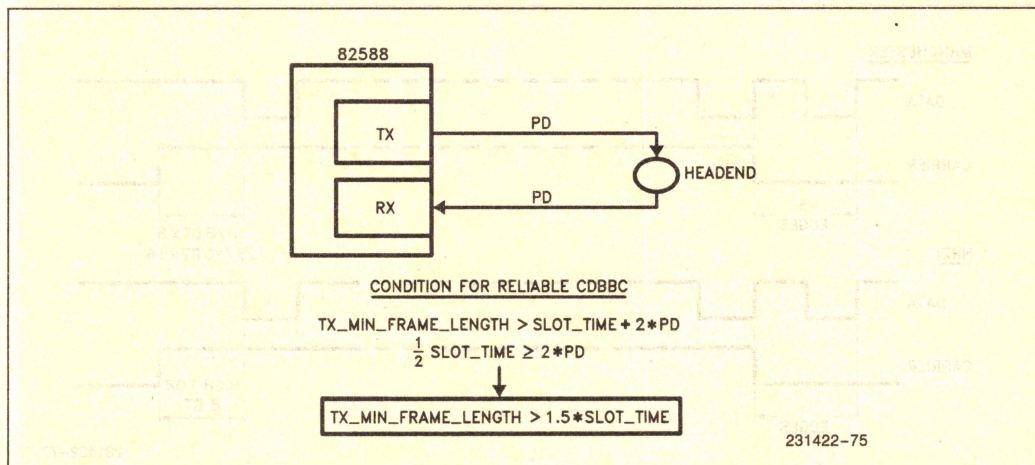 82588
TX
PD
HEADEND
RX
PD
CONDITION FOR RELIABLE CDBBC
TX_MIN_FRAME_LENGTH > SLOT_TIME + 2*PD
1/2 SLOT_TIME ≥ 2*PD
TX_MIN_FRAME_LENGTH > 1.5*SLOT_TIME
231422-75